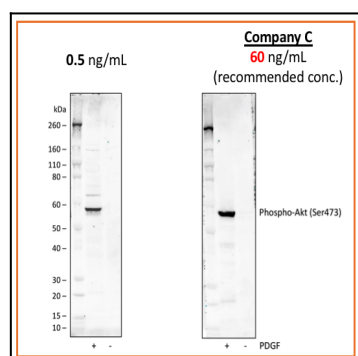 Company C
0.5 ng/mL
60 ng/mL
(recommended conc.)
kDa
260 –
160 –
110 –
80 –
60 –
50 –
40 –
30 –
20 –
15 –
10 –
Phospho-Akt (Ser473)
+ -
+ -
PDGF